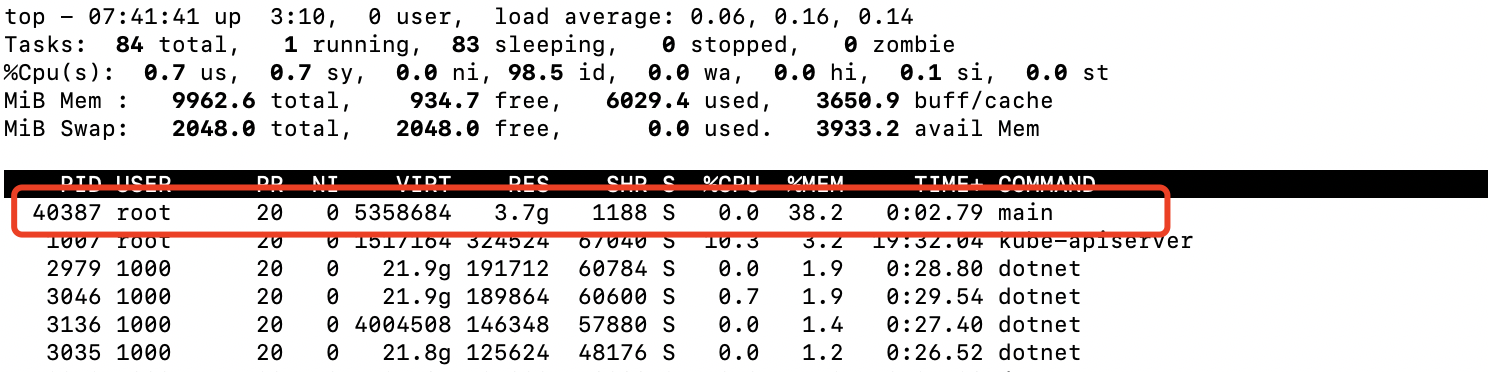 top - 07:41:41 up  3:10,  0 user,  load average: 0.06, 0.16, 0.14
Tasks:  84 total,   1 running,  83 sleeping,   0 stopped,   0 zombie
%Cpu(s):  0.7 us,  0.7 sy,  0.0 ni, 98.5 id,  0.0 wa,  0.0 hi,  0.1 si,  0.0 st
MiB Mem :   9962.6 total,    934.7 free,   6029.4 used,   3650.9 buff/cache
MiB Swap:   2048.0 total,   2048.0 free,      0.0 used.   3933.2 avail Mem
PID USER      PR  NI    VIRT    RES    SHR S  %CPU  %MEM     TIME+ COMMAND
40387 root      20   0 5358684   3.7g   1188 S   0.0  38.2   0:02.79 main
1007 root      20   0 1517164 324524  67040 S  10.3   3.2  19:32.04 kube-apiserver
2979 1000      20   0   21.9g 191712  60784 S   0.0   1.9   0:28.80 dotnet
3046 1000      20   0   21.9g 189864  60600 S   0.7   1.9   0:29.54 dotnet
3136 1000      20   0 4004508 146348  57880 S   0.0   1.4   0:27.40 dotnet
3035 1000      20   0   21.8g 125624  48176 S   0.0   1.2   0:26.52 dotnet